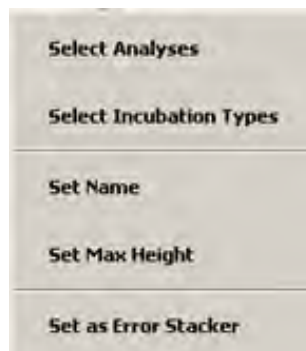 Select Analyses
Select Incubation Types
Set Name
Set Max Height
Set as Error Stacker